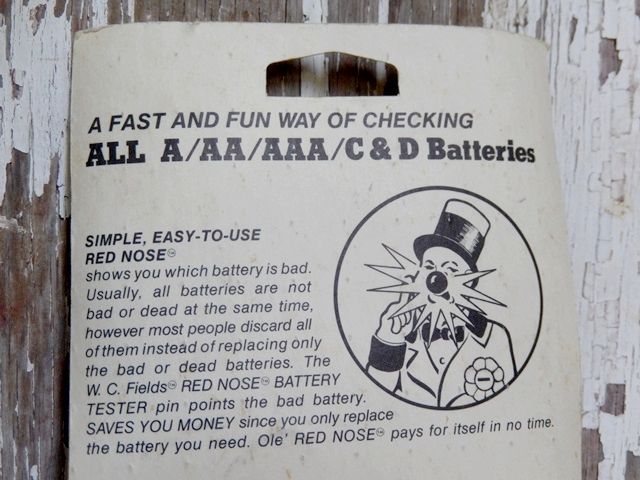 A FAST AND FUN WAY OF CHECKING
ALL A/AA/AAA/C & D Batteries
SIMPLE, EASY-TO-USE
RED NOSE℠
shows you which battery is bad.
Usually, all batteries are not
bad or dead at the same time,
however most people discard all
of them instead of replacing only
the bad or dead batteries. The
W. C. Fields℠ RED NOSE℠ BATTERY
TESTER pin points the bad battery.
SAVES YOU MONEY since you only replace
the battery you need. Ole' RED NOSE℠ pays for itself in no time.